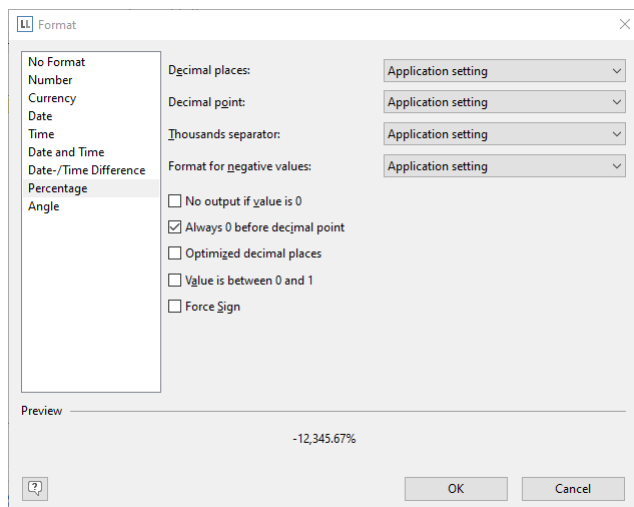 LL Format
No Format
Number
Currency
Date
Time
Date and Time
Date-/Time Difference
Percentage
Angle
Decimal places: Application setting
Decimal point: Application setting
Thousands separator: Application setting
Format for negative values: Application setting
No output if value is 0
Always 0 before decimal point
Optimized decimal places
Value is between 0 and 1
Force Sign
Preview
-12,345.67%
?
OK Cancel